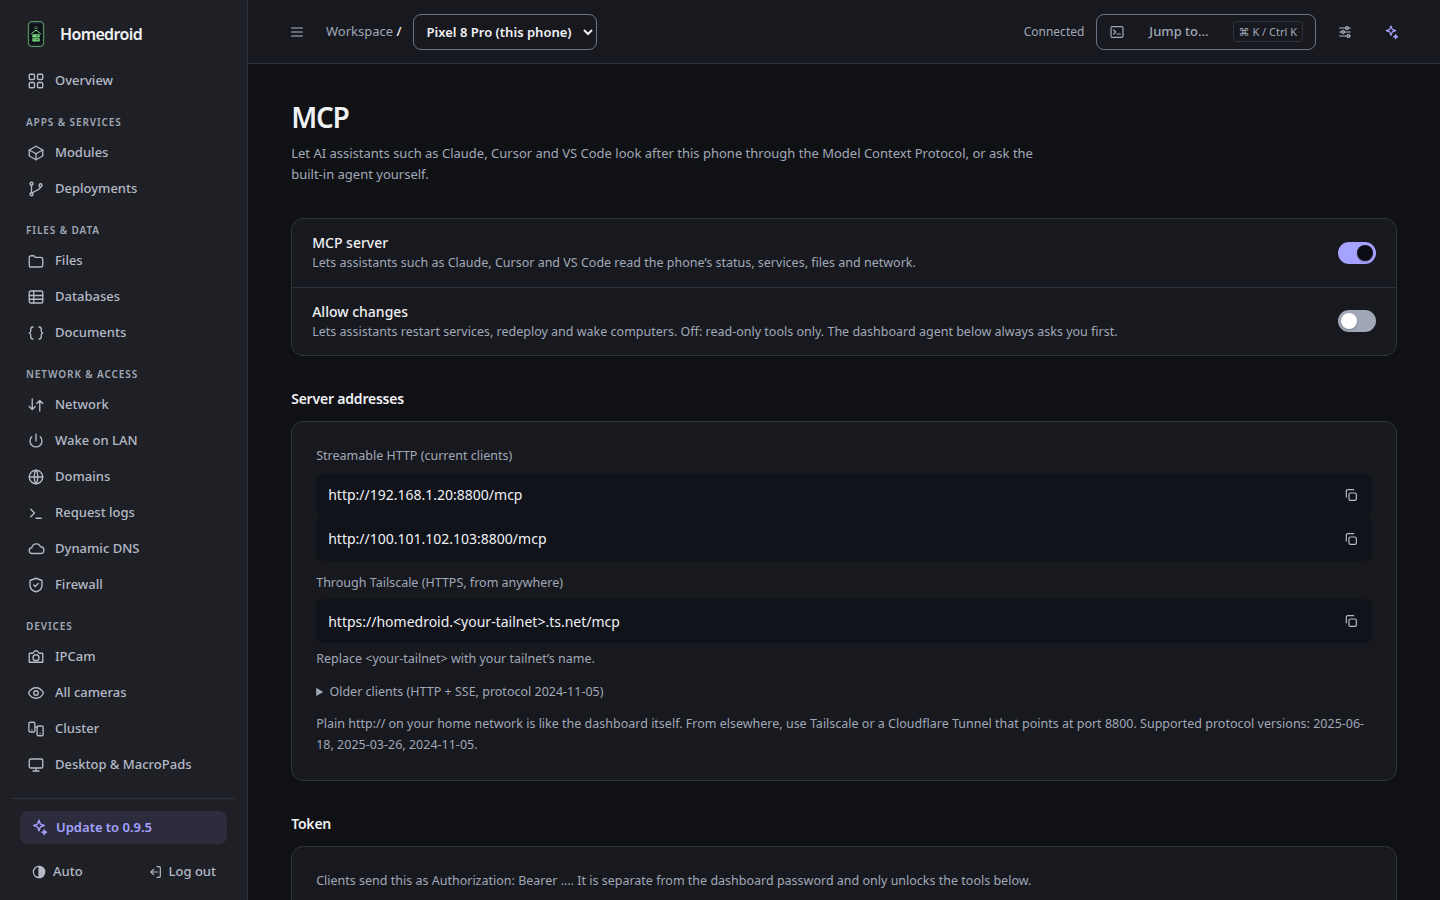 Homedroid
Overview
APPS & SERVICES
Modules
Deployments
FILES & DATA
Files
Databases
Documents
NETWORK & ACCESS
Network
Wake on LAN
Domains
Request logs
Dynamic DNS
Firewall
DEVICES
IPCam
All cameras
Cluster
Desktop & MacroPads
Update to 0.9.5
Auto
Log out
Workspace /
Pixel 8 Pro (this phone)
Connected
Jump to...
⌘ K / Ctrl K
MCP
Let AI assistants such as Claude, Cursor and VS Code look after this phone through the Model Context Protocol, or ask the
built-in agent yourself.
MCP server
Lets assistants such as Claude, Cursor and VS Code read the phone’s status, services, files and network.
Allow changes
Lets assistants restart services, redeploy and wake computers. Off: read-only tools only. The dashboard agent below always asks you first.
Server addresses
Streamable HTTP (current clients)
http://192.168.1.20:8800/mcp
http://100.101.102.103:8800/mcp
Through Tailscale (HTTPS, from anywhere)
https://homedroid.<your-tailnet>.ts.net/mcp
Replace <your-tailnet> with your tailnet’s name.
Older clients (HTTP + SSE, protocol 2024-11-05)
Plain http:// on your home network is like the dashboard itself. From elsewhere, use Tailscale or a Cloudflare Tunnel that points at port 8800. Supported protocol versions: 2025-06-
18, 2025-03-26, 2024-11-05.
Token
Clients send this as Authorization: Bearer .... It is separate from the dashboard password and only unlocks the tools below.